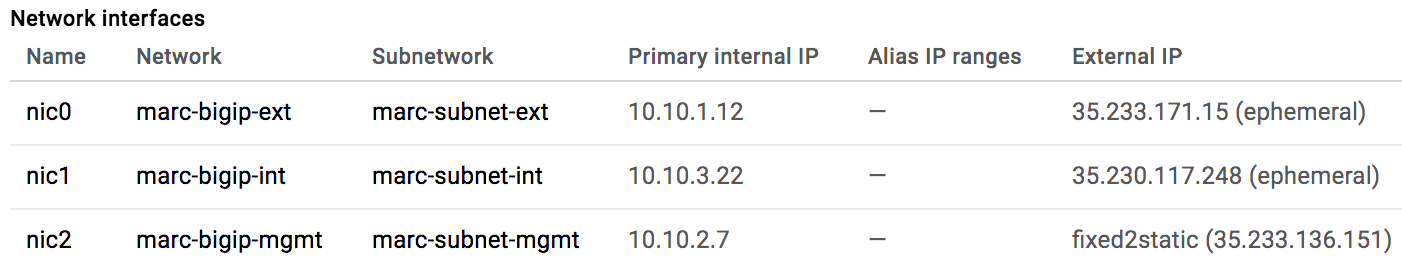 Network interfaces
Name Network Subnetwork Primary internal IP Alias IP ranges External IP
nic0 marc-bigip-ext marc-subnet-ext 10.10.1.12 — 35.233.171.15 (ephemeral)
nic1 marc-bigip-int marc-subnet-int 10.10.3.22 — 35.230.117.248 (ephemeral)
nic2 marc-bigip-mgmt marc-subnet-mgmt 10.10.2.7 — fixed2static (35.233.136.151)